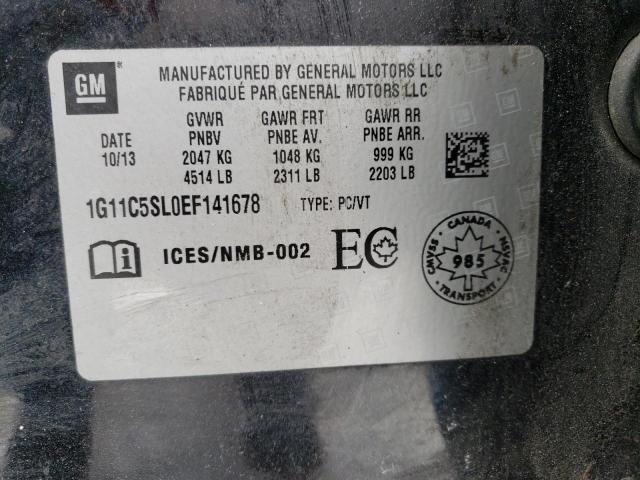 GM
MANUFACTURED BY GENERAL MOTORS LLC
FABRIQUÉ PAR GENERAL MOTORS LLC
GVWR GAWR FRT GAWR RR
DATE PNBV PNBE AV. PNBE ARR.
10/13 2047 KG 1048 KG 999 KG
4514 LB 2311 LB 2203 LB
1G11C5SL0EF141678 TYPE: PC/VT
ICES/NMB-002 EC
CANADA
CMVSS 985 NSVAC
TRANSPORT